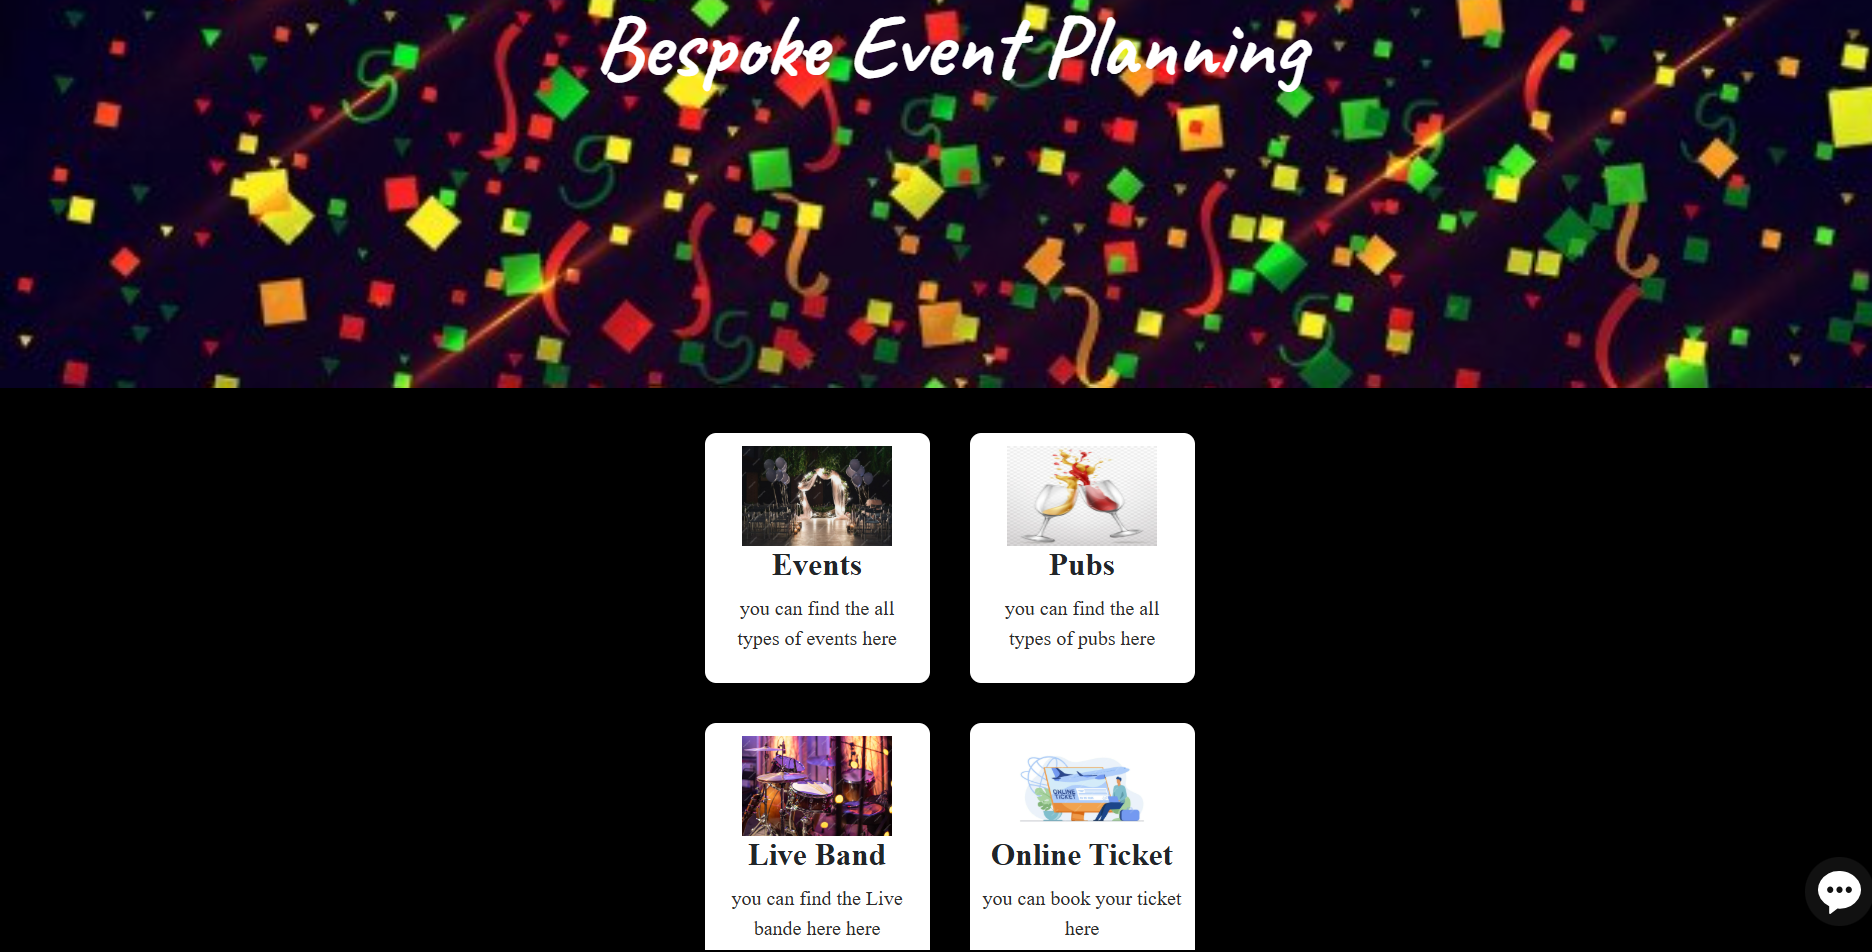 Bespoke Event Planning
Events
you can find the all
types of events here
Pubs
you can find the all
types of pubs here
ONLINE
TICKET
Live Band
you can find the Live
bande here here
Online Ticket
you can book your ticket
here